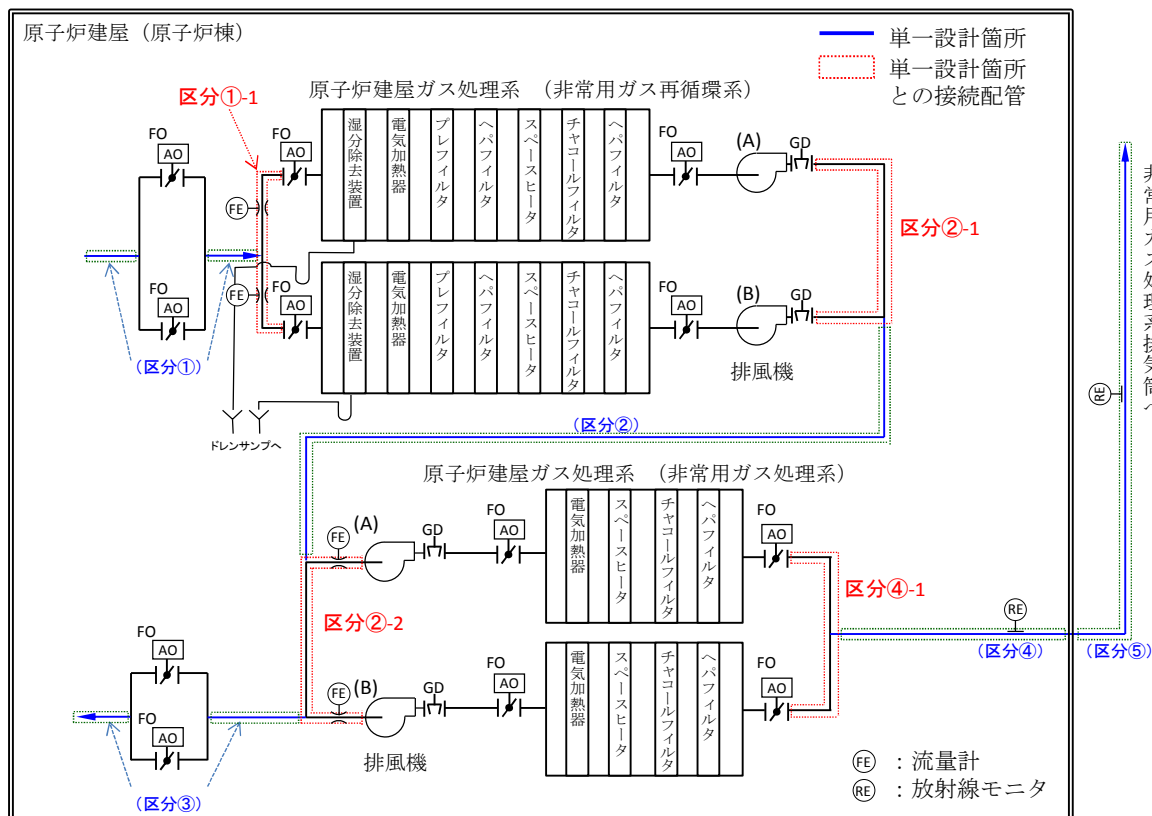 原子炉建屋（原子炉棟）
単一設計箇所
単一設計箇所
との接続配管
区分①-1
原子炉建屋ガス処理系　（非常用ガス再循環系）
FO
AO
FO
AO
湿分除去装置
電気加熱器
プレフィルタ
ヘパフィルタ
スペースヒータ
チャコールフィルタ
ヘパフィルタ
FO
AO
(A)
GD
FE
区分②-1
FO
AO
FE
FO
AO
湿分除去装置
電気加熱器
プレフィルタ
ヘパフィルタ
スペースヒータ
チャコールフィルタ
ヘパフィルタ
FO
AO
(B)
GD
排風機
（区分①）
ドレンサンプへ
（区分②）
非常用ガス処理系排気筒へ
RE
原子炉建屋ガス処理系　（非常用ガス処理系）
FE
(A)
GD
FO
AO
電気加熱器
スペースヒータ
チャコールフィルタ
ヘパフィルタ
FO
AO
区分④-1
区分②-2
RE
（区分④）
（区分⑤）
FO
AO
FO
AO
FE
(B)
GD
FO
AO
電気加熱器
スペースヒータ
チャコールフィルタ
ヘパフィルタ
FO
AO
排風機
（区分③）
FE ：流量計
RE ：放射線モニタ